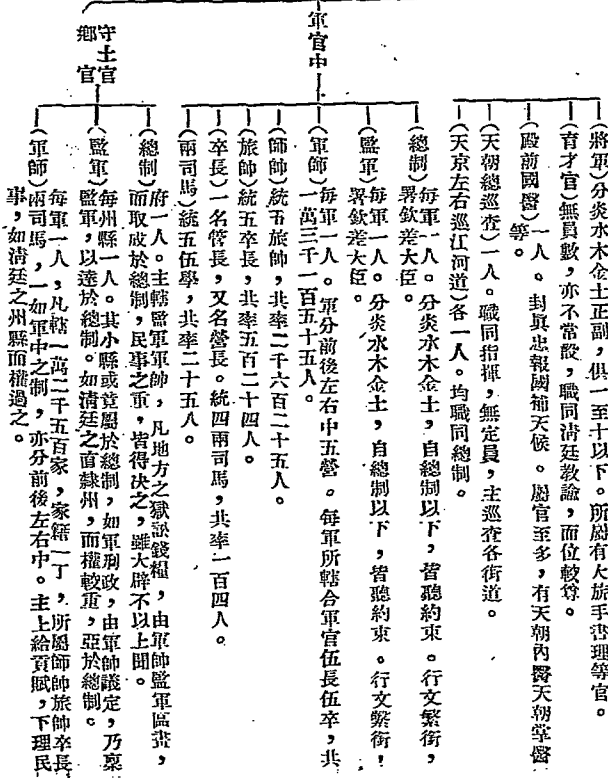 將軍)分炎水木金土正副,俱一至十以下。所屬有大旅手書理等官。
(育才官)無員數,亦不常設,職同清廷教諭,而位較尊。
(殿前國醫)一人。封眞忠報國補天候。屬官至多,有天朝內醫天朝掌醫
等。
(天朝總巡查)一人。職同指揮,無定員,主巡查各街道。
(天京左右巡江河道)各一人。均職同總制。
軍官中
(總制)每軍一人。分炎水木金土,自總制以下,皆聽約束。行文繫銜,
署欽差大臣。
(監軍)每軍一人。分炎水木金土,自總制以下,皆聽約束。行文繫銜!
署欽差大臣。
(軍師)每軍一人。軍分前後左右中五營。每軍所轄合軍官伍長伍卒,共
一萬三千一百五十五人。
(師帥)統五旅帥,共率二千六百二十五人。
(旅帥)統五卒長,共率五百二十四人。
(卒長)一名管長,又名營長。統四兩司馬,共率一百四人。
(兩司馬)統五伍學,共率二十五人。
守土官
鄉官
(總制)府一人。主轄監軍軍帥,凡地方之獄訟錢糧,由軍帥監軍區畫,
而取成於總制,民事之重,皆得決之,雖大辟不以上聞。
(監軍)每州縣一人。其小縣或竟屬於總制,如軍刑政,由軍帥議定,乃稟
監軍,以達於總制。如清廷之直隸州,而權較重,亞於總制。
(軍師)每軍一人,凡轄一萬二千五百家,家籍一丁,所屬師帥旅帥卒長
兩司馬,一如軍中之制,亦分前後左右中。主上給貢賦,下理民
事,如清廷之州縣而權過之。